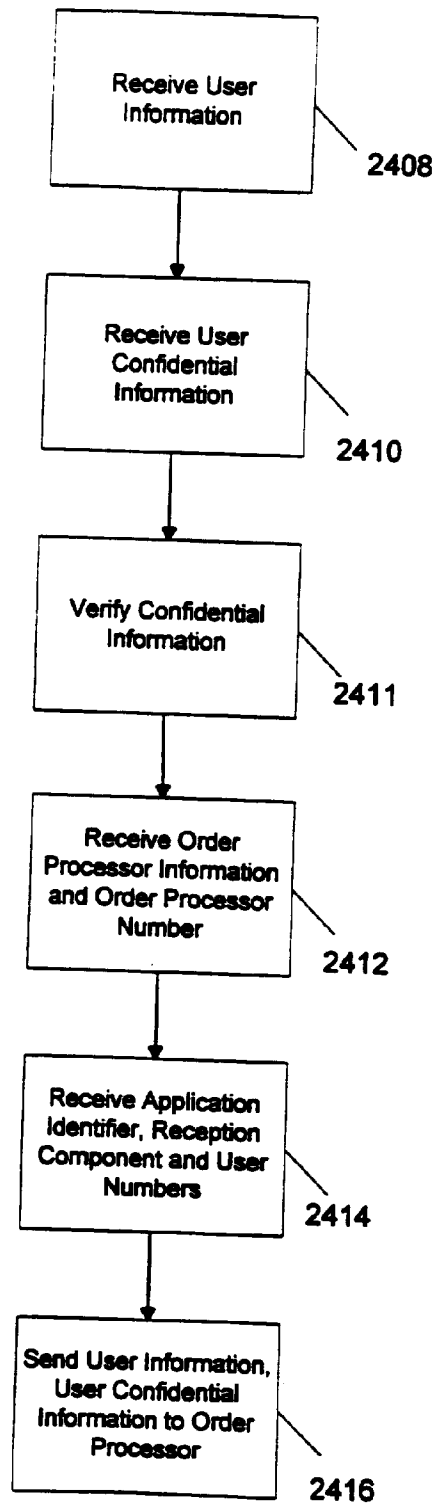 Receive User
Information
2408
Receive User
Confidential
Information
2410
Verify Confidential
Information
2411
Receive Order
Processor Information
and Order Processor
Number
2412
Receive Application
Identifier, Reception
Component and User
Numbers
2414
Send User Information,
User Confidential
Information to Order
Processor
2416